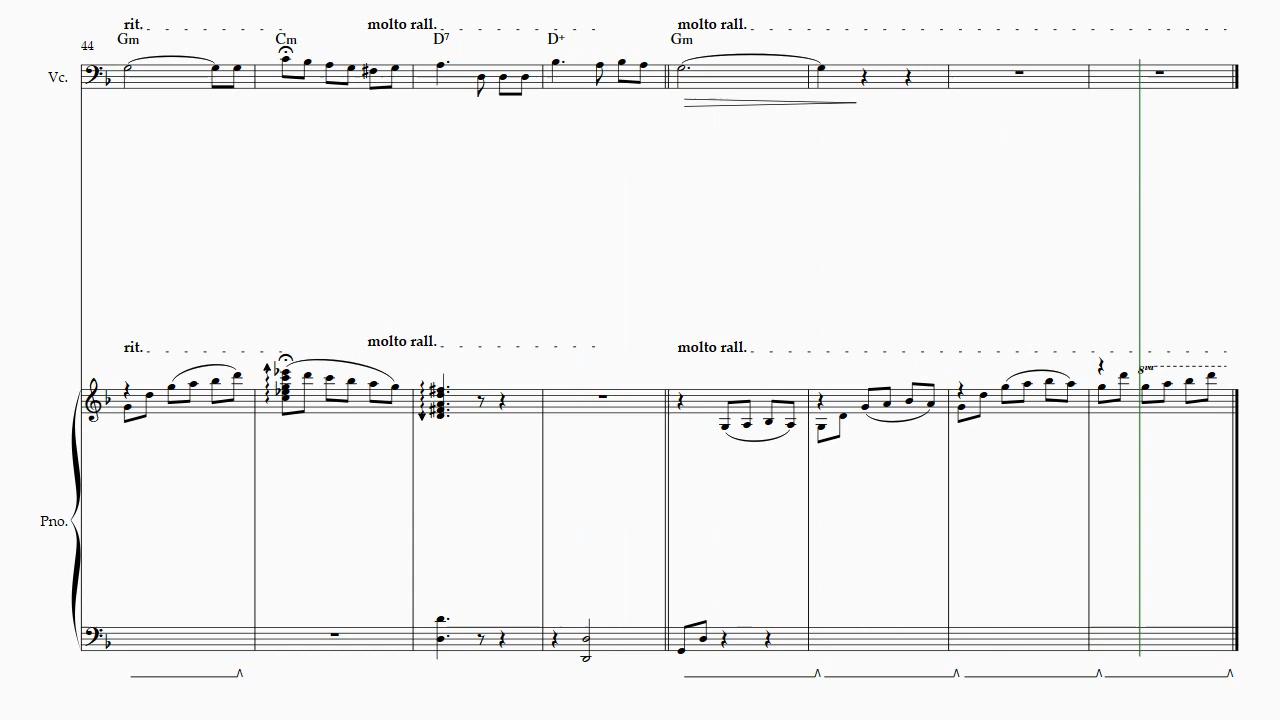 rit. molto rall. molto rall.
Gm Cm D7 D+ Gm
44
Vc.
rit. molto rall. molto rall.
8va
Pno.